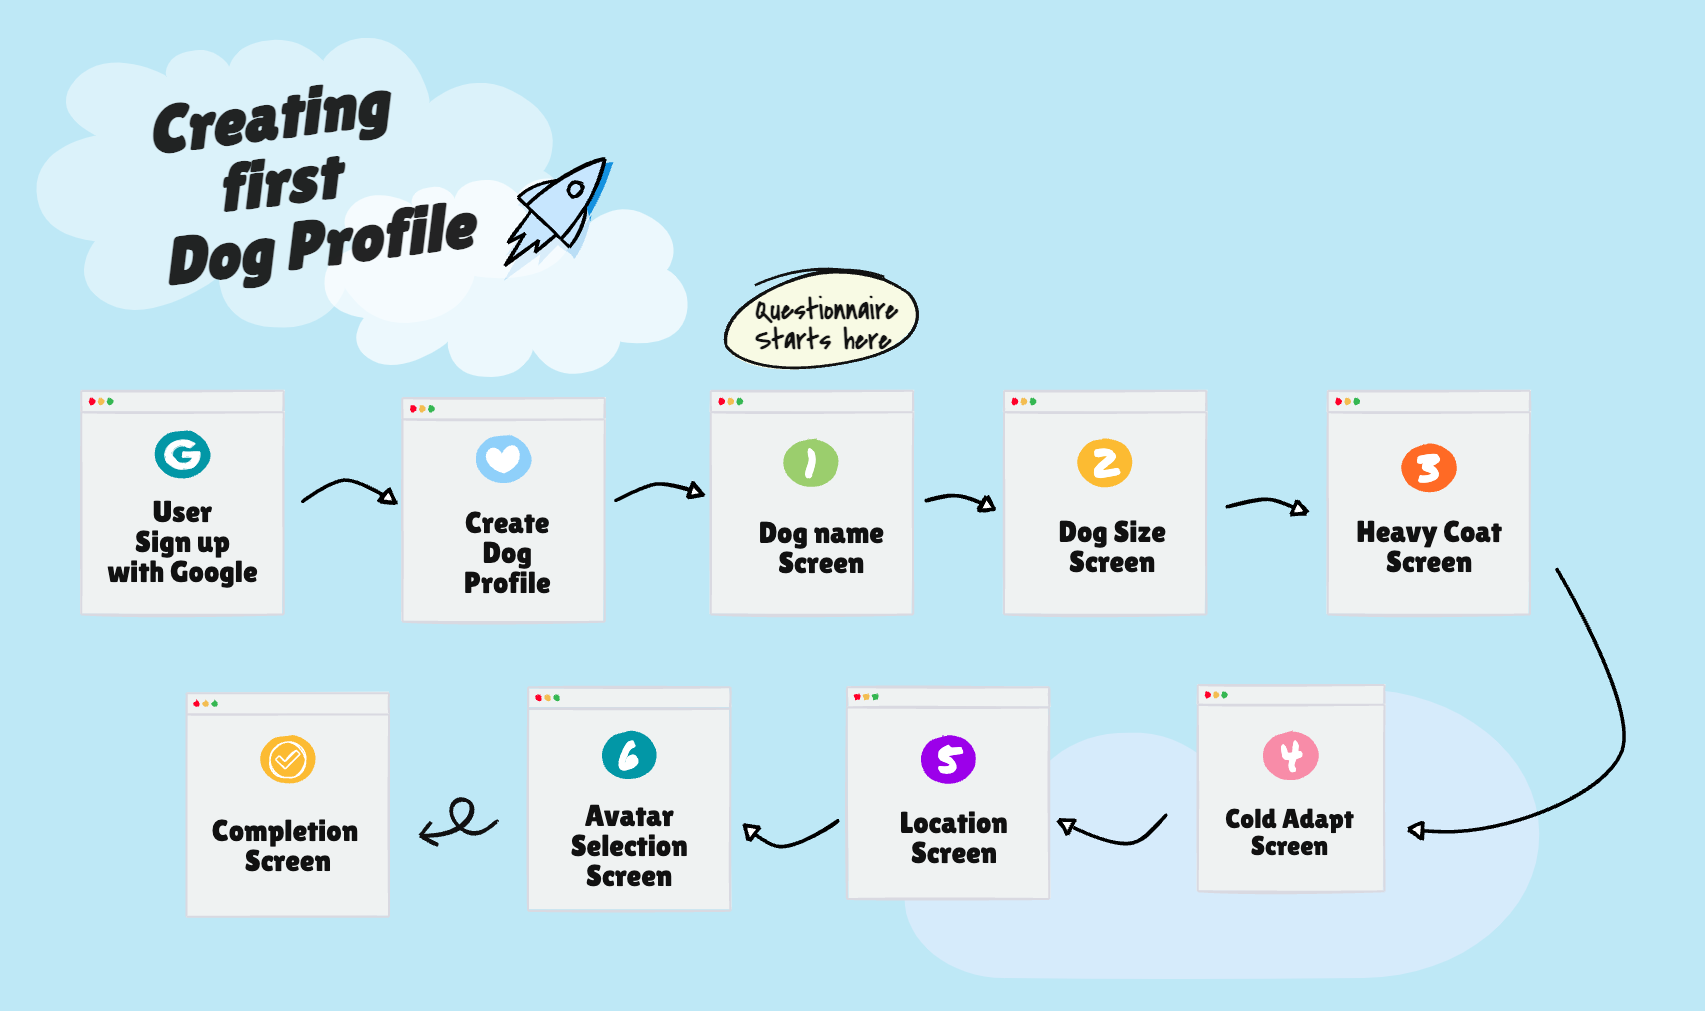 Creating
first
Dog Profile
Questionnaire
starts here
G
User
Sign up
with Google
Create
Dog
Profile
1
Dog name
Screen
2
Dog Size
Screen
3
Heavy Coat
Screen
4
Cold Adapt
Screen
5
Location
Screen
6
Avatar
Selection
Screen
Completion
Screen